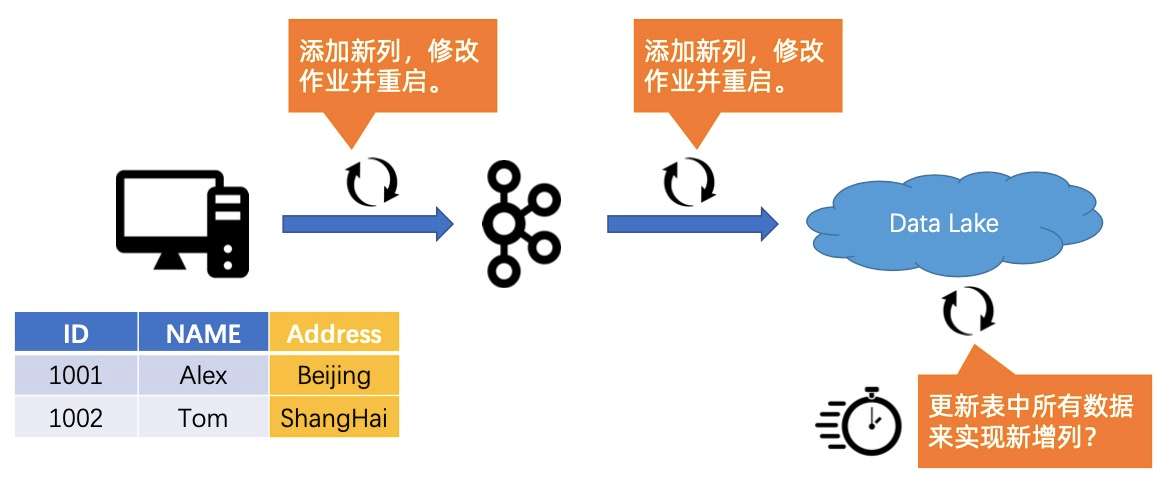 添加新列，修改
作业并重启。
添加新列，修改
作业并重启。
Data Lake
ID NAME Address
1001 Alex Beijing
1002 Tom ShangHai
更新表中所有数据
来实现新增列？